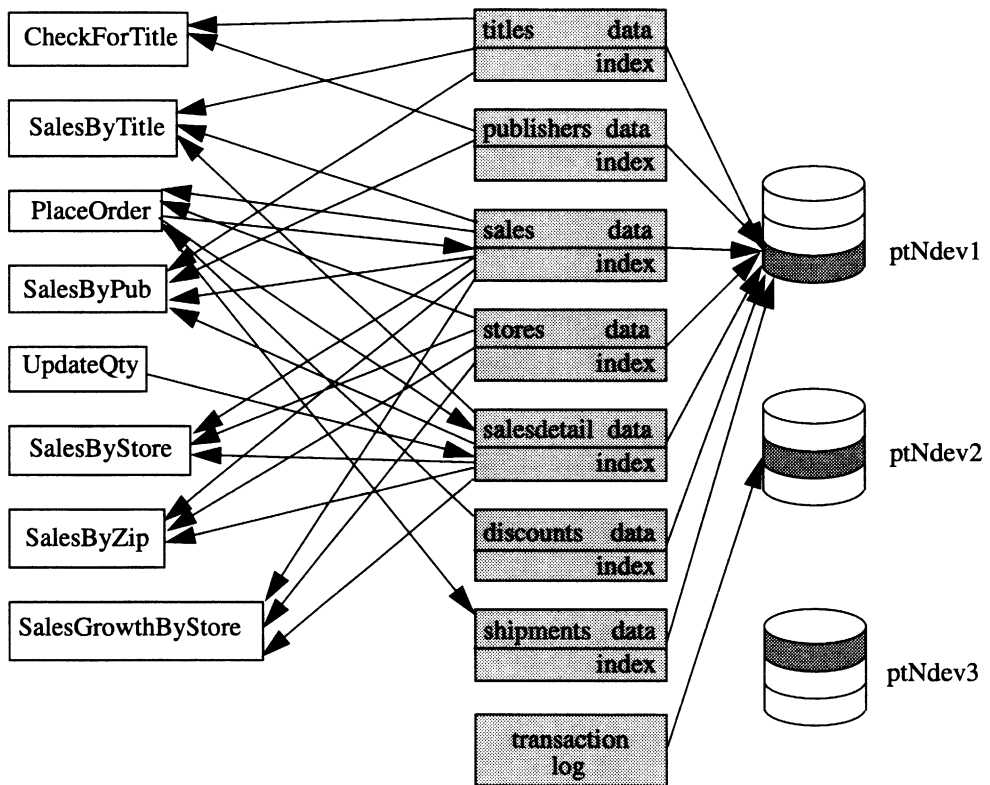 CheckForTitle
SalesByTitle
PlaceOrder
SalesByPub
UpdateQty
SalesByStore
SalesByZip
SalesGrowthByStore
titles data
index
publishers data
index
sales data
index
stores data
index
salesdetail data
index
discounts data
index
shipments data
index
transaction
log
ptNdev1
ptNdev2
ptNdev3